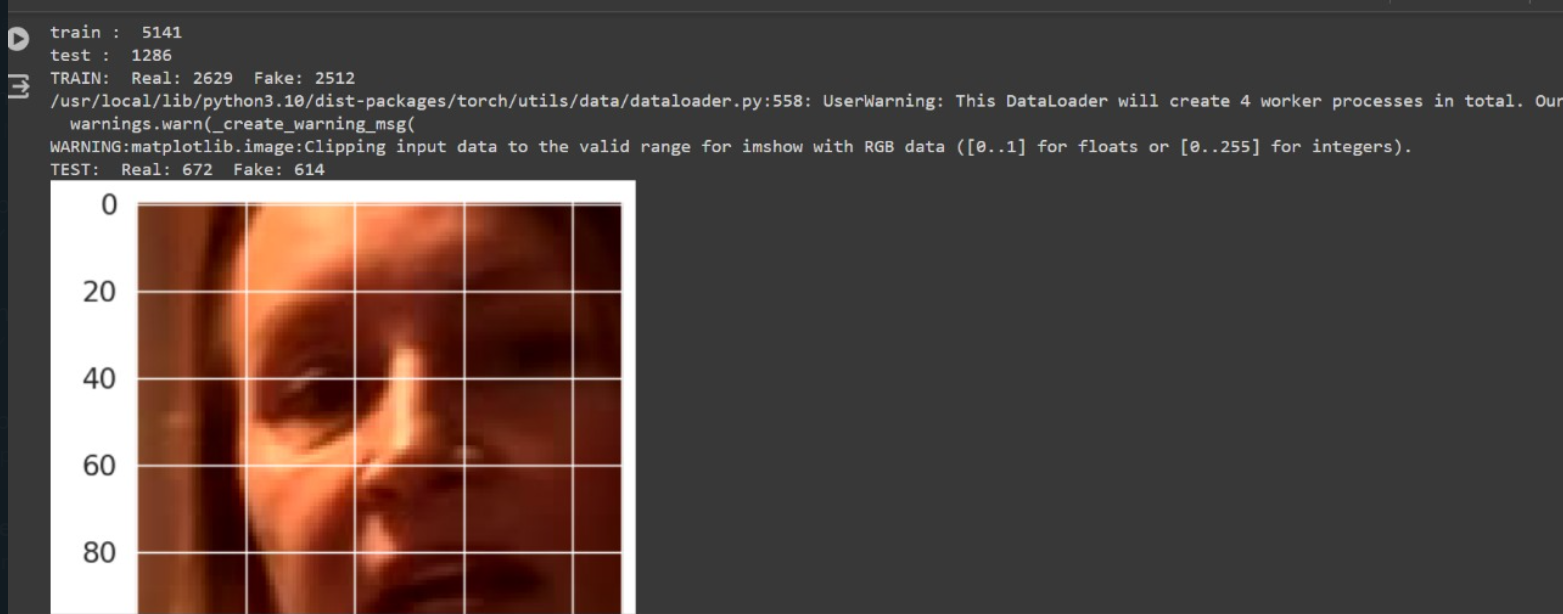 train :  5141
test :  1286
TRAIN:  Real: 2629  Fake: 2512
/usr/local/lib/python3.10/dist-packages/torch/utils/data/dataloader.py:558: UserWarning: This DataLoader will create 4 worker processes in total. Our
  warnings.warn(_create_warning_msg(
WARNING:matplotlib.image:Clipping input data to the valid range for imshow with RGB data ([0..1] for floats or [0..255] for integers).
TEST:  Real: 672  Fake: 614
0
20
40
60
80